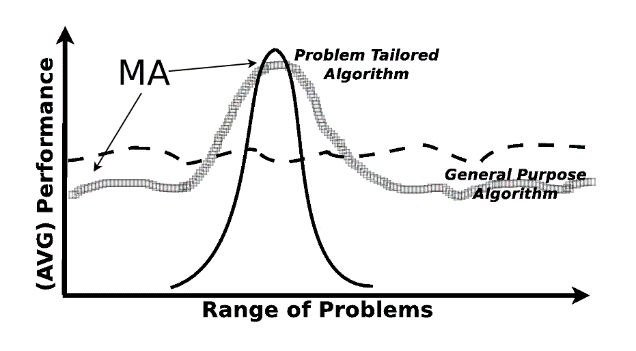 MA
Problem Tailored
Algorithm
(AVG) Performance
General Purpose
Algorithm
Range of Problems